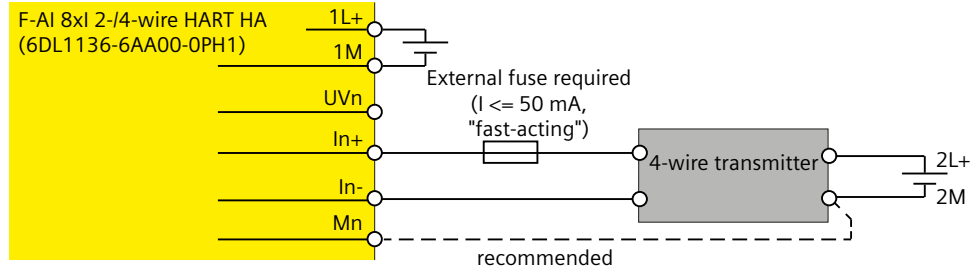 F-AI 8xI 2-/4-wire HART HA
(6DL1136-6AA00-0PH1)
1L+
1M
UVn
In+
In-
Mn
External fuse required
(I <= 50 mA,
"fast-acting")
4-wire transmitter
2L+
2M
recommended